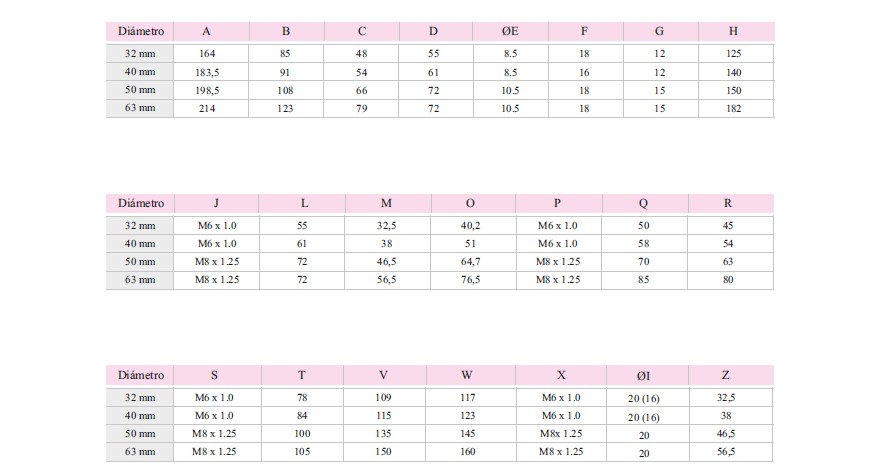 Diámetro A B C D ØE F G H
32 mm 164 85 48 55 8.5 18 12 125
40 mm 183,5 91 54 61 8.5 16 12 140
50 mm 198,5 108 66 72 10.5 18 15 150
63 mm 214 123 79 72 10.5 18 15 182
Diámetro J L M O P Q R
32 mm M6 x 1.0 55 32,5 40,2 M6 x 1.0 50 45
40 mm M6 x 1.0 61 38 51 M6 x 1.0 58 54
50 mm M8 x 1.25 72 46,5 64,7 M8 x 1.25 70 63
63 mm M8 x 1.25 72 56,5 76,5 M8 x 1.25 85 80
Diámetro S T V W X ØI Z
32 mm M6 x 1.0 78 109 117 M6 x 1.0 20 (16) 32,5
40 mm M6 x 1.0 84 115 123 M6 x 1.0 20 (16) 38
50 mm M8 x 1.25 100 135 145 M8x 1.25 20 46,5
63 mm M8 x 1.25 105 150 160 M8 x 1.25 20 56,5